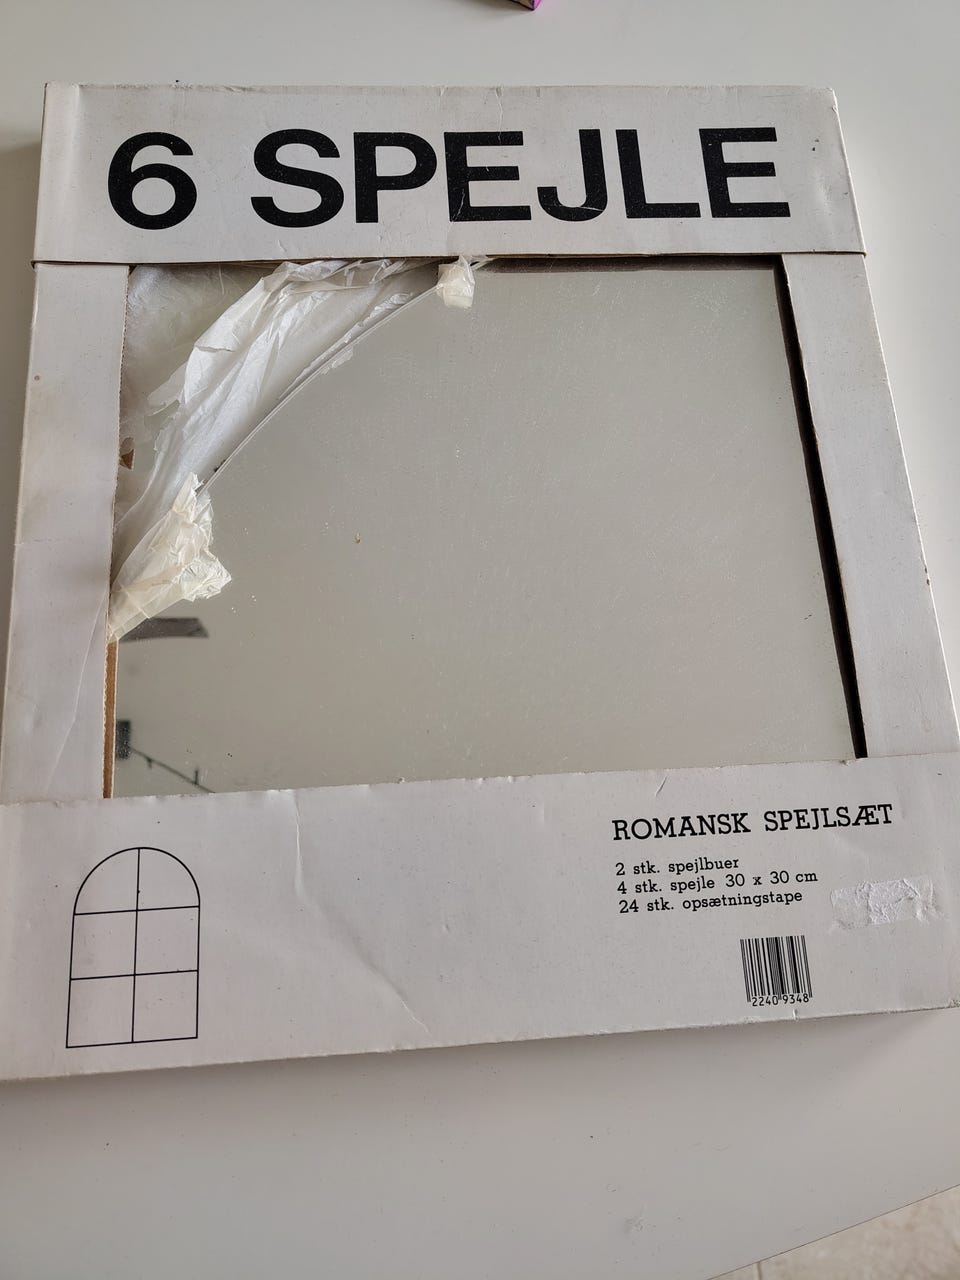 6 SPEJLE
ROMANSK SPEJLSÆT
2 stk. spejlbuer
4 stk. spejle 30 x 30 cm
24 stk. opsætningstape
2240 9348